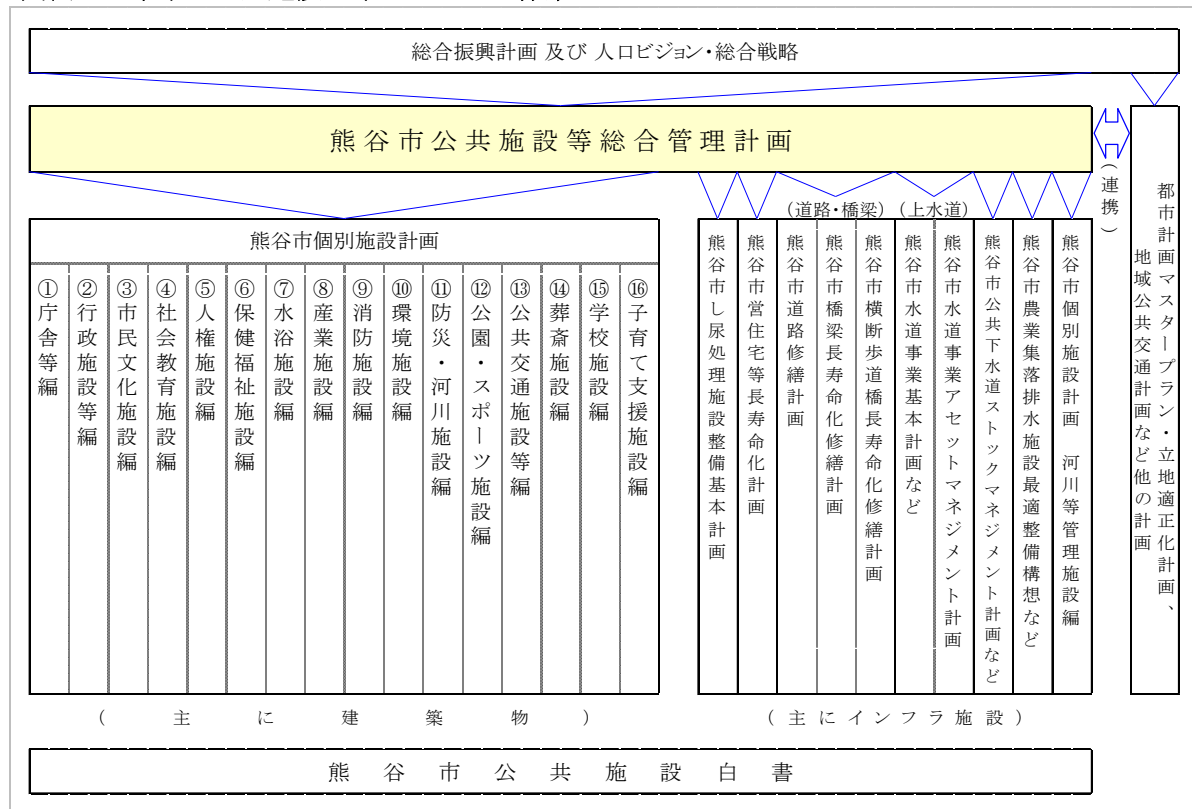 総合振興計画 及び 人口ビジョン・総合戦略
熊谷市公共施設等総合管理計画
(連携)
都市計画マスタープラン・立地適正化計画、
地域公共交通計画など他の計画
熊谷市個別施設計画
①庁舎等編
②行政施設等編
③市民文化施設編
④社会教育施設編
⑤人権施設編
⑥保健福祉施設編
⑦水浴施設編
⑧産業施設編
⑨消防施設編
⑩環境施設編
⑪防災・河川施設編
⑫公園・スポーツ施設編
⑬公共交通施設等編
⑭葬斎施設編
⑮学校施設編
⑯子育て支援施設編
(主に建築物)
(道路・橋梁)
(上水道)
熊谷市し尿処理施設整備基本計画
熊谷市営住宅等長寿命化計画
熊谷市道路修繕計画
熊谷市橋梁長寿命化修繕計画
熊谷市横断歩道橋長寿命化修繕計画
熊谷市水道事業基本計画など
熊谷市水道事業アセットマネジメント計画
熊谷市公共下水道ストックマネジメント計画など
熊谷市農業集落排水施設最適整備構想など
熊谷市個別施設計画 河川等管理施設編
(主にインフラ施設)
熊谷市公共施設白書